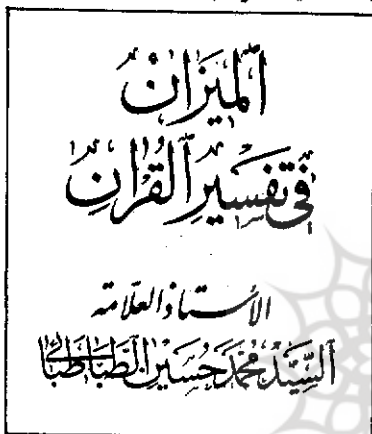 الميزان
في تفسير القرآن
الأستاذ العلامة
السيد محمد حسين الطباطبائي